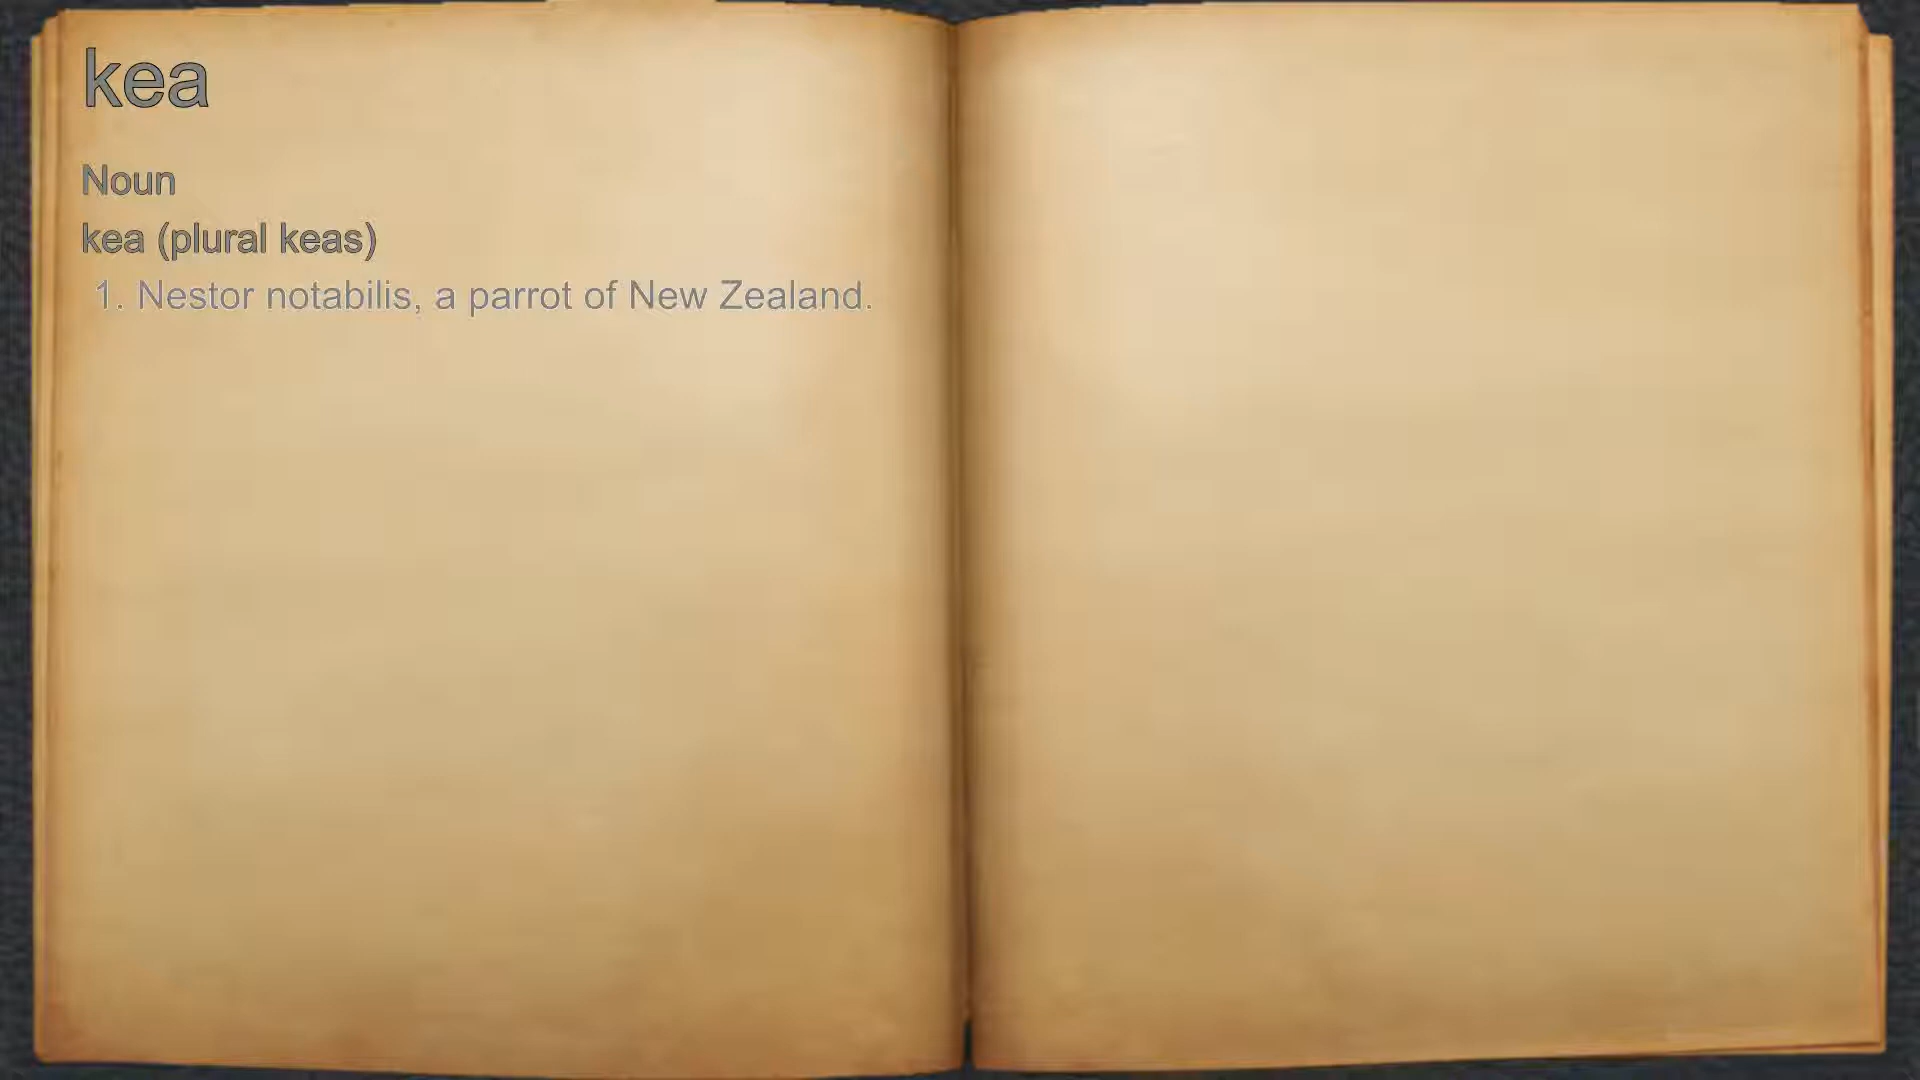 kea
Noun
kea (plural keas)
1. Nestor notabilis, a parrot of New Zealand.